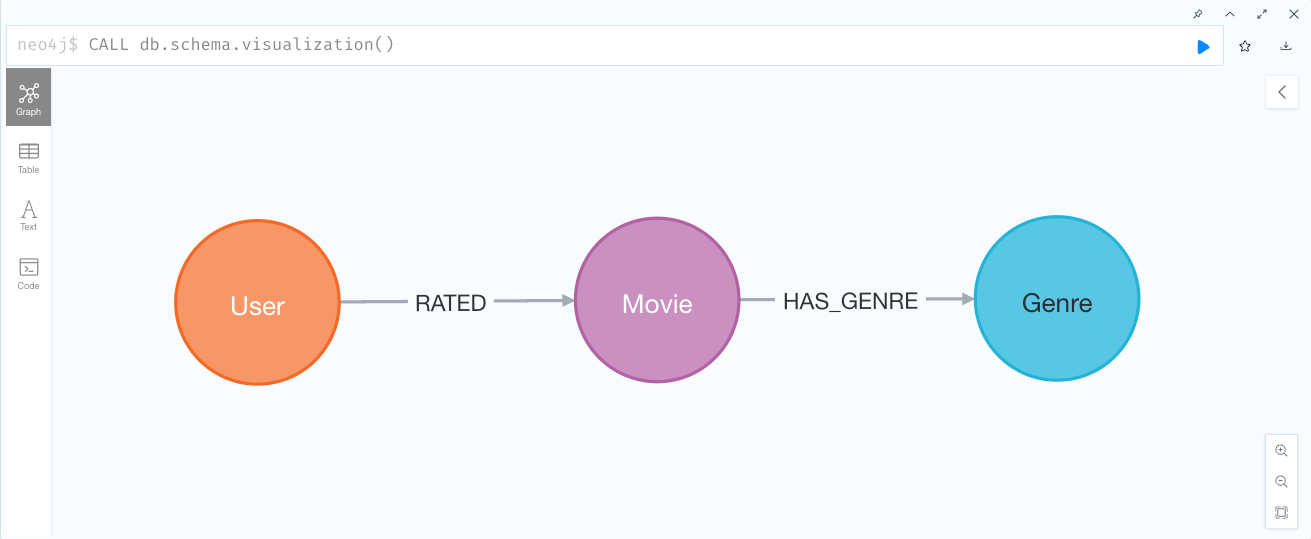 neo4j$ CALL db.schema.visualization()
Graph
Table
Text
Code
User
RATED
Movie
HAS_GENRE
Genre